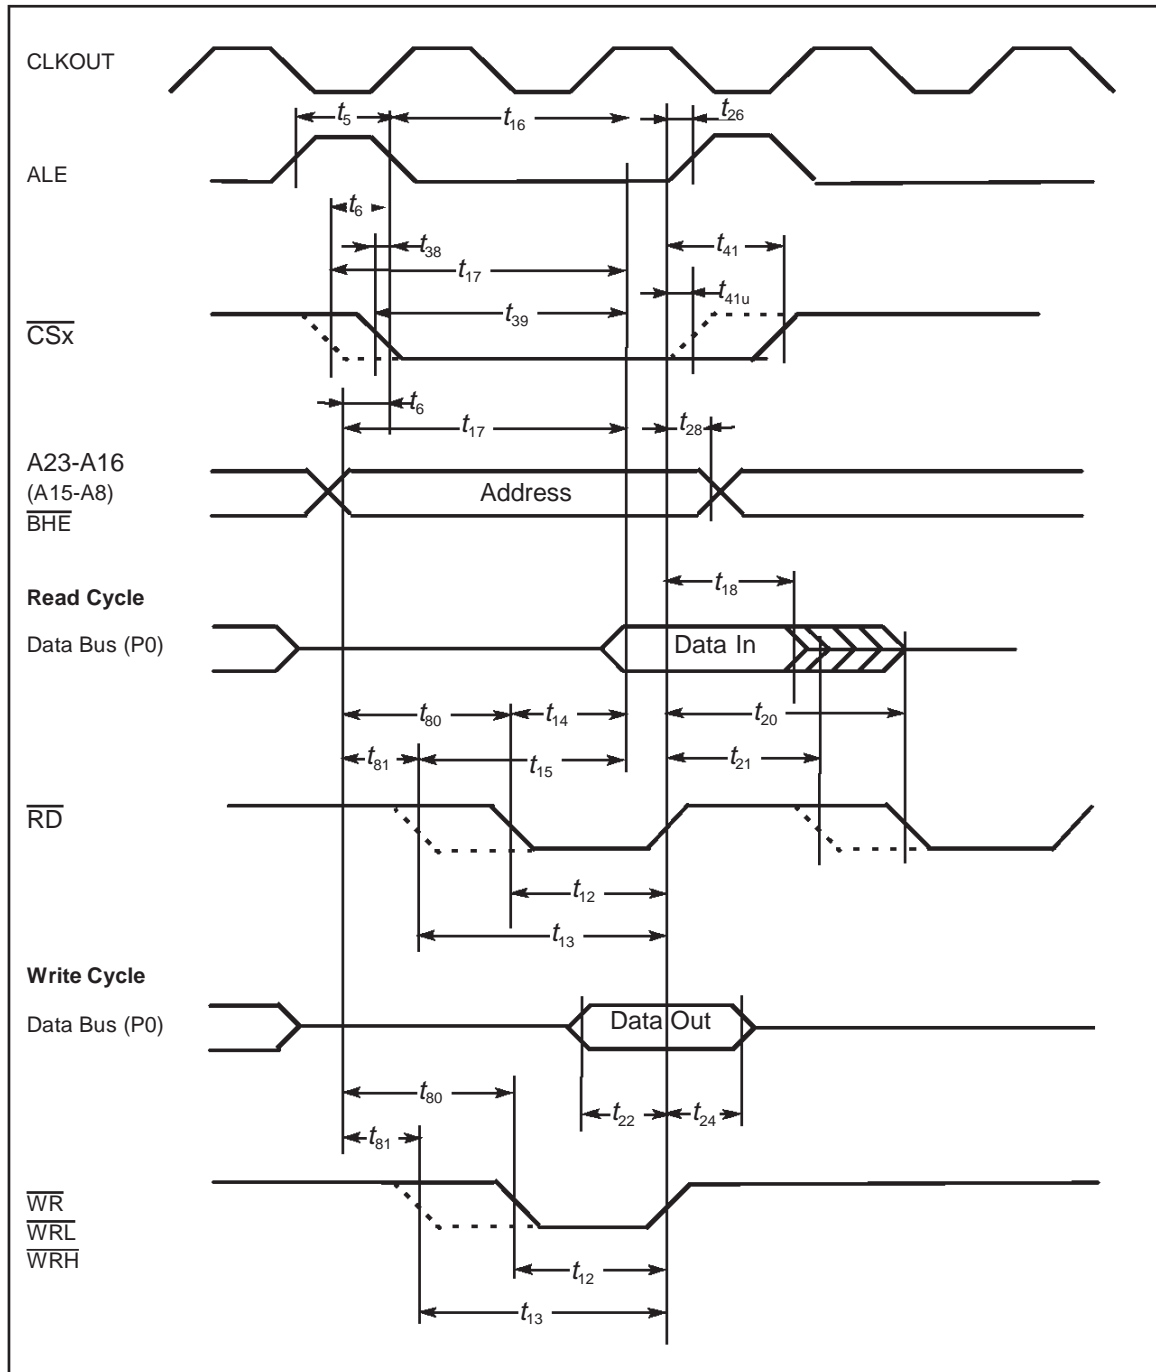 CLKOUT
t5
t16
t26
ALE
t6
t38
t41
t17
t41u
CSx
t39
t6
t17
t28
A23-A16
(A15-A8)
BHE
Address
t18
Read Cycle
Data Bus (P0)
Data In
t80
t14
t20
t81
t15
t21
RD
t12
t13
Write Cycle
Data Bus (P0)
Data Out
t80
t22
t24
t81
WR
WRL
WRH
t12
t13